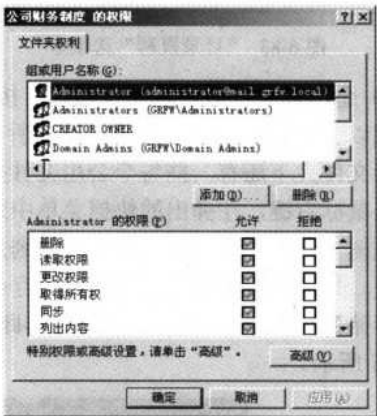 公司财务制度 的权限
文件夹权利
组或用户名称(G):
Administrator (administrator@mail.grfw.local)
Administrators (GRFW\Administrators)
CREATOR OWNER
Domain Admins (GRFW\Domain Admins)
添加(D)... 删除(R)
Administrator 的权限(P) 允许 拒绝
删除
读取权限
更改权限
取得所有权
同步
列出内容
特别权限或高级设置，请单击“高级”。 高级(V)
确定 取消 应用(A)